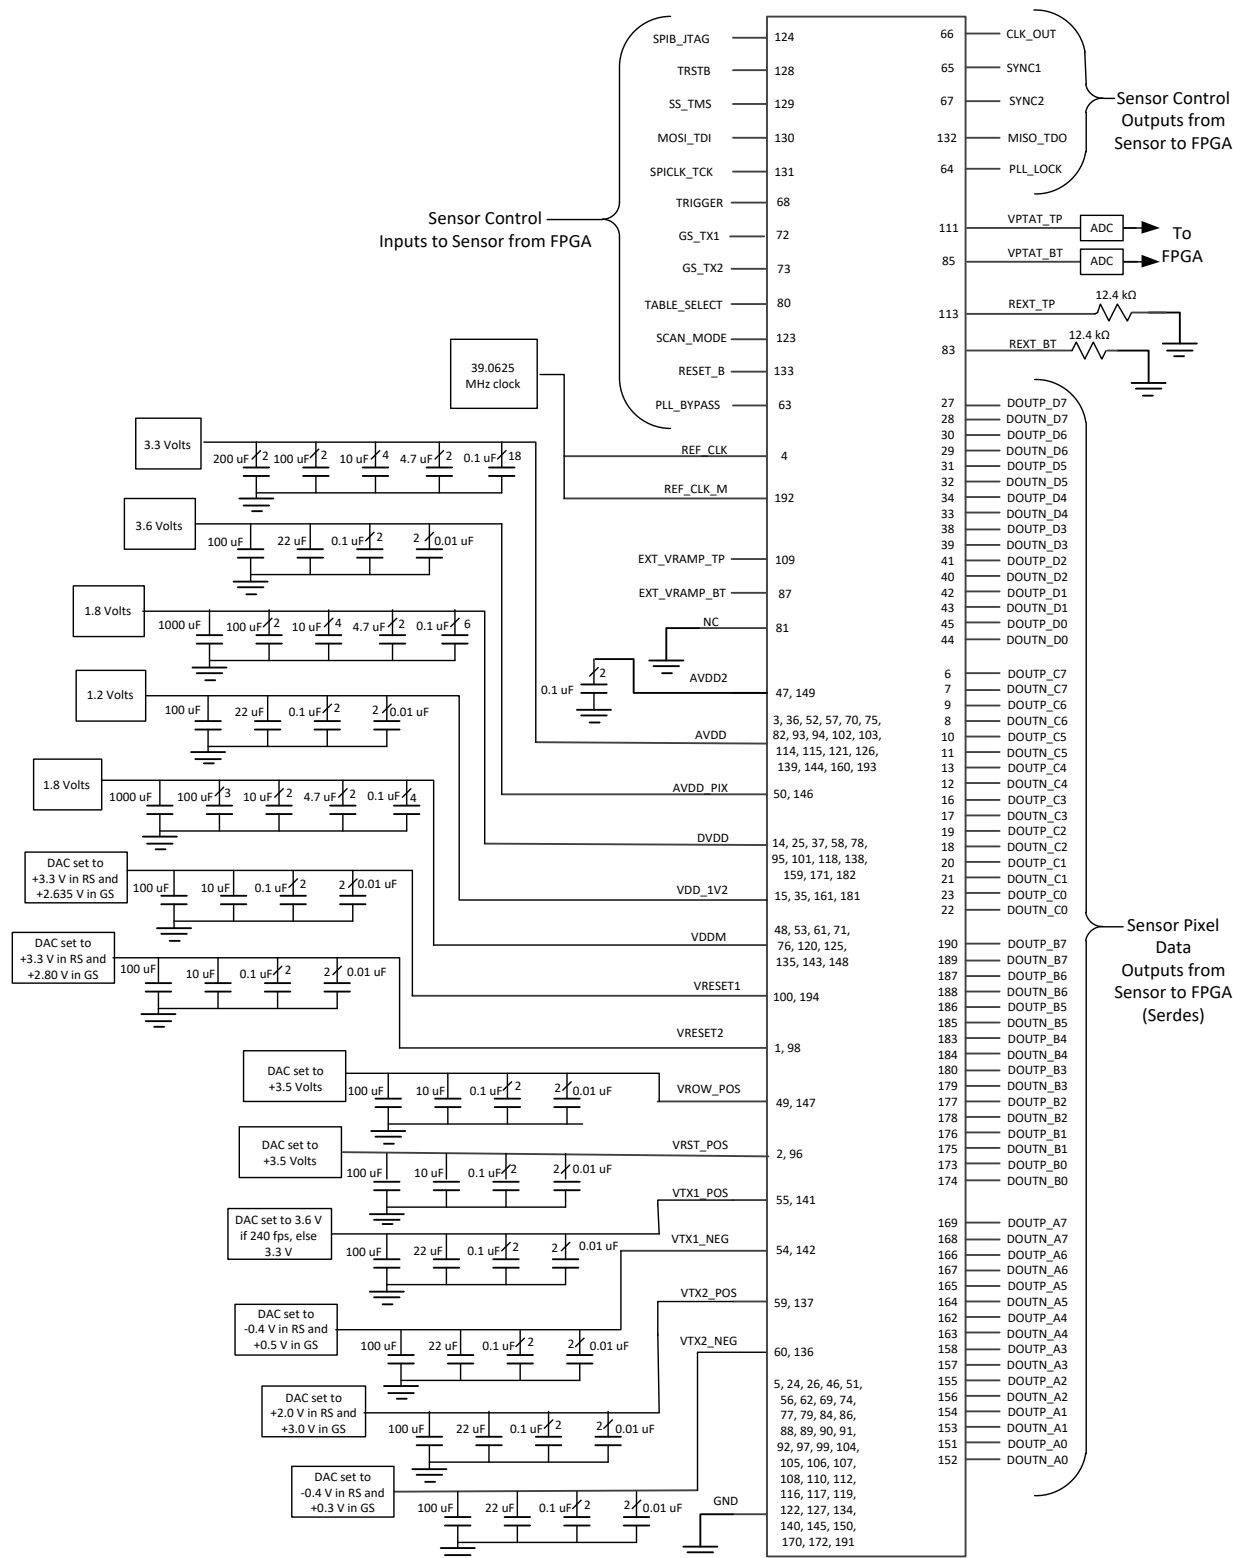 SPIB_JTAG
124
TRSTB
128
SS_TMS
129
MOSI_TDI
130
SPICLK_TCK
131
TRIGGER
68
GS_TX1
72
GS_TX2
73
TABLE_SELECT
80
SCAN_MODE
123
RESET_B
133
PLL_BYPASS
63
Sensor Control
Inputs to Sensor from FPGA
66
CLK_OUT
65
SYNC1
67
SYNC2
132
MISO_TDO
64
PLL_LOCK
Sensor Control
Outputs from
Sensor to FPGA
111
VPTAT_TP
ADC
85
VPTAT_BT
ADC
To
FPGA
113
REXT_TP
12.4 kΩ
83
REXT_BT
12.4 kΩ
39.0625
MHz clock
REF_CLK
4
REF_CLK_M
192
EXT_VRAMP_TP
109
EXT_VRAMP_BT
87
NC
81
0.1 uF
2
AVDD2
47, 149
3.3 Volts
200 uF
2
100 uF
2
10 uF
4
4.7 uF
2
0.1 uF
18
AVDD
3, 36, 52, 57, 70, 75,
82, 93, 94, 102, 103,
114, 115, 121, 126,
139, 144, 160, 193
3.6 Volts
100 uF
22 uF
0.1 uF
2
2
0.01 uF
AVDD_PIX
50, 146
1.8 Volts
1000 uF
100 uF
2
10 uF
4
4.7 uF
2
0.1 uF
6
DVDD
14, 25, 37, 58, 78,
95, 101, 118, 138,
159, 171, 182
1.2 Volts
100 uF
22 uF
0.1 uF
2
2
0.01 uF
VDD_1V2
15, 35, 161, 181
1.8 Volts
1000 uF
100 uF
3
10 uF
2
4.7 uF
2
0.1 uF
4
VDDM
48, 53, 61, 71,
76, 120, 125,
135, 143, 148
DAC set to
+3.3 V in RS and
+2.635 V in GS
100 uF
10 uF
0.1 uF
2
2
0.01 uF
VRESET1
100, 194
DAC set to
+3.3 V in RS and
+2.80 V in GS
100 uF
10 uF
0.1 uF
2
2
0.01 uF
VRESET2
1, 98
DAC set to
+3.5 Volts
100 uF
10 uF
0.1 uF
2
2
0.01 uF
VROW_POS
49, 147
DAC set to
+3.5 Volts
100 uF
10 uF
0.1 uF
2
2
0.01 uF
VRST_POS
2, 96
DAC set to 3.6 V
if 240 fps, else
3.3 V
100 uF
22 uF
0.1 uF
2
2
0.01 uF
VTX1_POS
55, 141
DAC set to
-0.4 V in RS and
+0.5 V in GS
100 uF
22 uF
0.1 uF
2
2
0.01 uF
VTX1_NEG
54, 142
DAC set to
+2.0 V in RS and
+3.0 V in GS
100 uF
22 uF
0.1 uF
2
2
0.01 uF
VTX2_POS
59, 137
DAC set to
-0.4 V in RS and
+0.3 V in GS
100 uF
22 uF
0.1 uF
2
2
0.01 uF
VTX2_NEG
60, 136
GND
5, 24, 26, 46, 51,
56, 62, 69, 74,
77, 79, 84, 86,
88, 89, 90, 91,
92, 97, 99, 104,
105, 106, 107,
108, 110, 112,
116, 117, 119,
122, 127, 134,
140, 145, 150,
170, 172, 191
27 DOUTP_D7
28 DOUTN_D7
30 DOUTP_D6
29 DOUTN_D6
31 DOUTP_D5
32 DOUTN_D5
34 DOUTP_D4
33 DOUTN_D4
38 DOUTP_D3
39 DOUTN_D3
41 DOUTP_D2
40 DOUTN_D2
42 DOUTP_D1
43 DOUTN_D1
45 DOUTP_D0
44 DOUTN_D0
6 DOUTP_C7
7 DOUTN_C7
9 DOUTP_C6
8 DOUTN_C6
10 DOUTP_C5
11 DOUTN_C5
13 DOUTP_C4
12 DOUTN_C4
16 DOUTP_C3
17 DOUTN_C3
19 DOUTP_C2
18 DOUTN_C2
20 DOUTP_C1
21 DOUTN_C1
23 DOUTP_C0
22 DOUTN_C0
190 DOUTP_B7
189 DOUTN_B7
187 DOUTP_B6
188 DOUTN_B6
186 DOUTP_B5
185 DOUTN_B5
183 DOUTP_B4
184 DOUTN_B4
180 DOUTP_B3
179 DOUTN_B3
177 DOUTP_B2
178 DOUTN_B2
176 DOUTP_B1
175 DOUTN_B1
173 DOUTP_B0
174 DOUTN_B0
169 DOUTP_A7
168 DOUTN_A7
166 DOUTP_A6
167 DOUTN_A6
165 DOUTP_A5
164 DOUTN_A5
162 DOUTP_A4
163 DOUTN_A4
158 DOUTP_A3
157 DOUTN_A3
155 DOUTP_A2
156 DOUTN_A2
154 DOUTP_A1
153 DOUTN_A1
151 DOUTP_A0
152 DOUTN_A0
Sensor Pixel
Data
Outputs from
Sensor to FPGA
(Serdes)